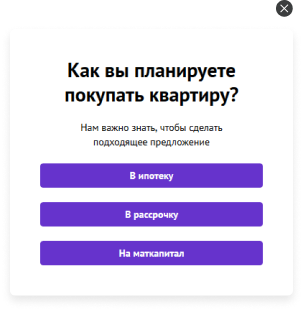 Как вы планируете
покупать квартиру?
Нам важно знать, чтобы сделать
подходящее предложение
В ипотеку
В рассрочку
На маткапитал